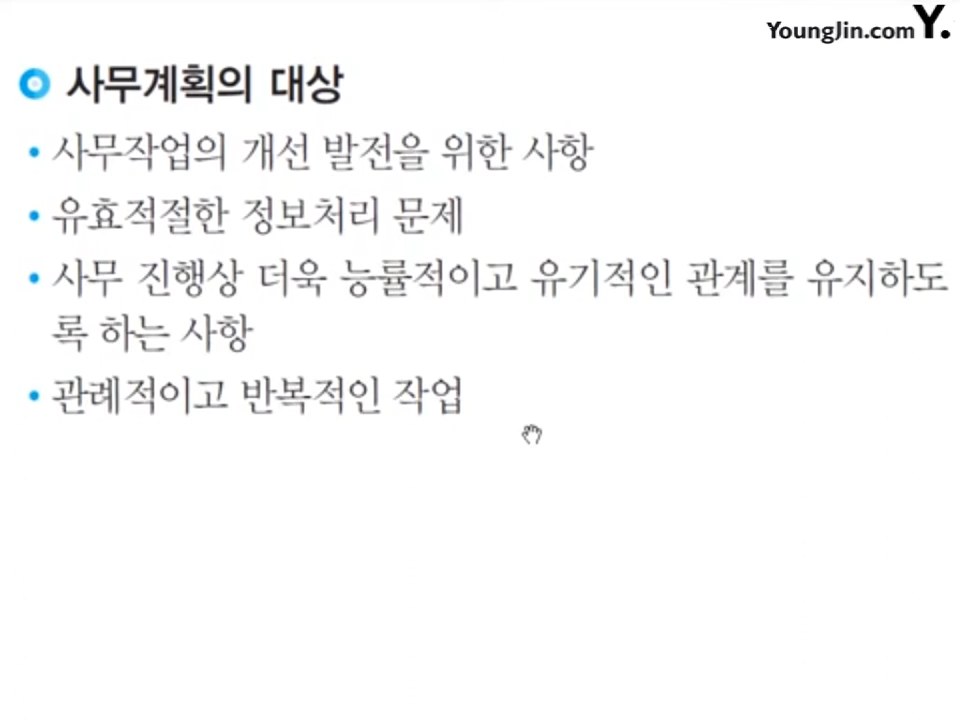 YoungJin.com Y.
사무계획의 대상
• 사무작업의 개선 발전을 위한 사항
• 유효적절한 정보처리 문제
• 사무 진행상 더욱 능률적이고 유기적인 관계를 유지하도
록 하는 사항
• 관례적이고 반복적인 작업